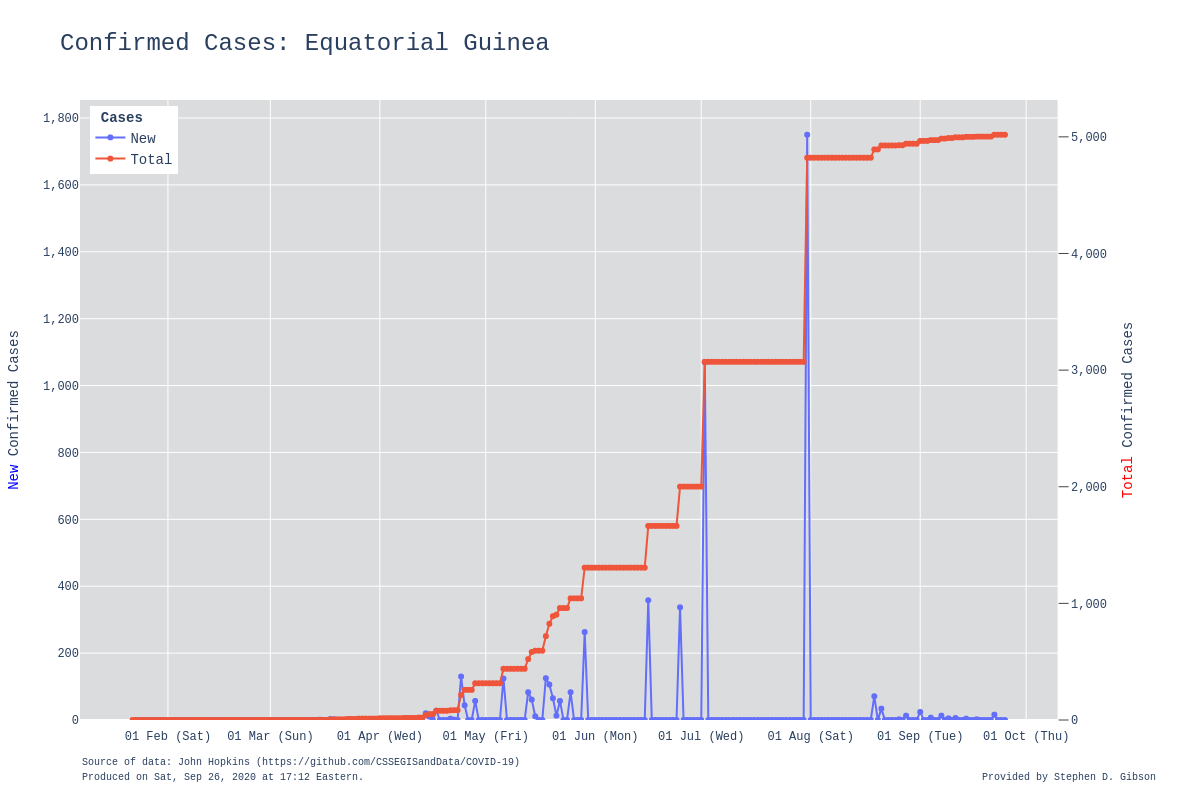 Confirmed Cases: Equatorial Guinea
Cases
New
Total
1,800
1,600
1,400
1,200
1,000
800
600
400
200
0
New Confirmed Cases
5,000
4,000
3,000
2,000
1,000
0
Total Confirmed Cases
01 Feb (Sat) 01 Mar (Sun) 01 Apr (Wed) 01 May (Fri) 01 Jun (Mon) 01 Jul (Wed) 01 Aug (Sat) 01 Sep (Tue) 01 Oct (Thu)
Source of data: John Hopkins (https://github.com/CSSEGISandData/COVID-19)
Produced on Sat, Sep 26, 2020 at 17:12 Eastern.
Provided by Stephen D. Gibson